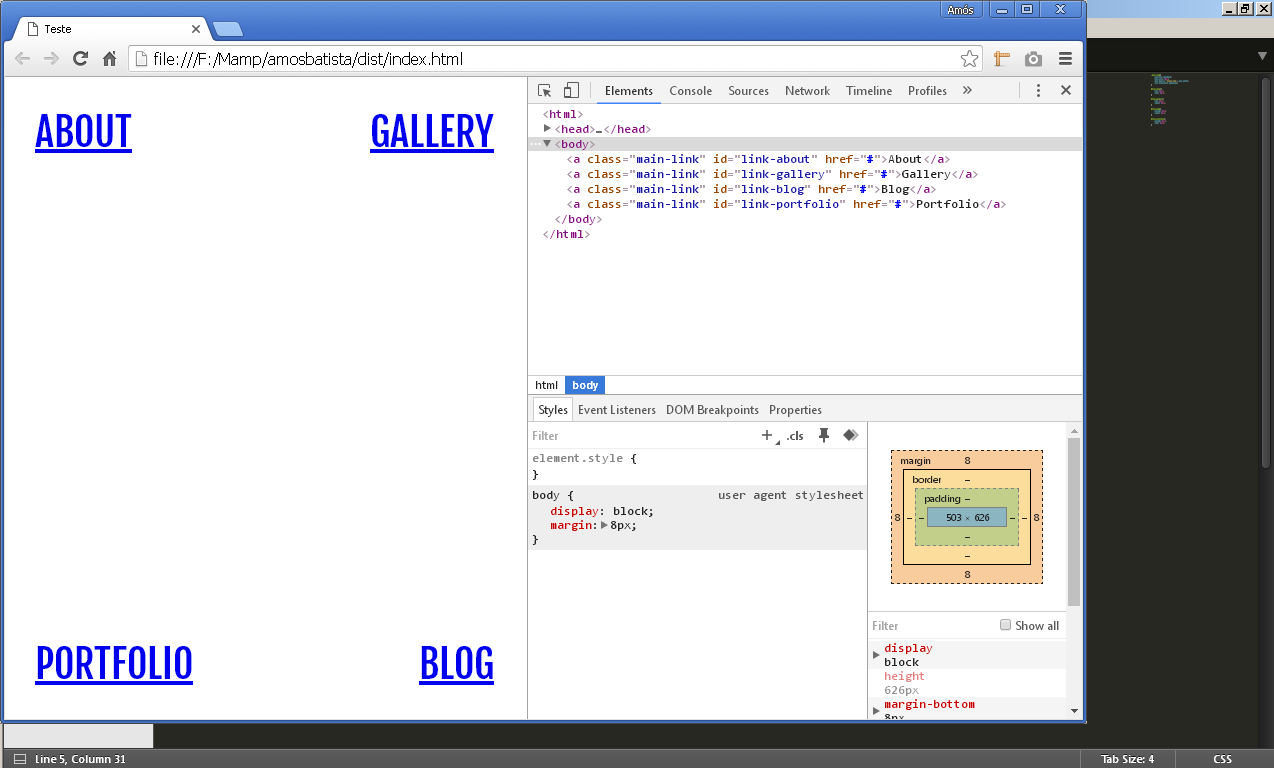 Amós
Teste
file:///F:/Mamp/amosbatista/dist/index.html
ABOUT
GALLERY
PORTFOLIO
BLOG
Elements Console Sources Network Timeline Profiles »
<html>
<head>…</head>
<body>
<a class="main-link" id="link-about" href="#">About</a>
<a class="main-link" id="link-gallery" href="#">Gallery</a>
<a class="main-link" id="link-blog" href="#">Blog</a>
<a class="main-link" id="link-portfolio" href="#">Portfolio</a>
</body>
</html>
html body
Styles Event Listeners DOM Breakpoints Properties
Filter + .cls
element.style {
}
body { user agent stylesheet
display: block;
margin: 8px;
}
margin 8
border –
padding –
8 – – 503 × 626 – – 8
–
–
8
Filter Show all
display
block
height
626px
margin-bottom
8px
Line 5, Column 31 Tab Size: 4 CSS